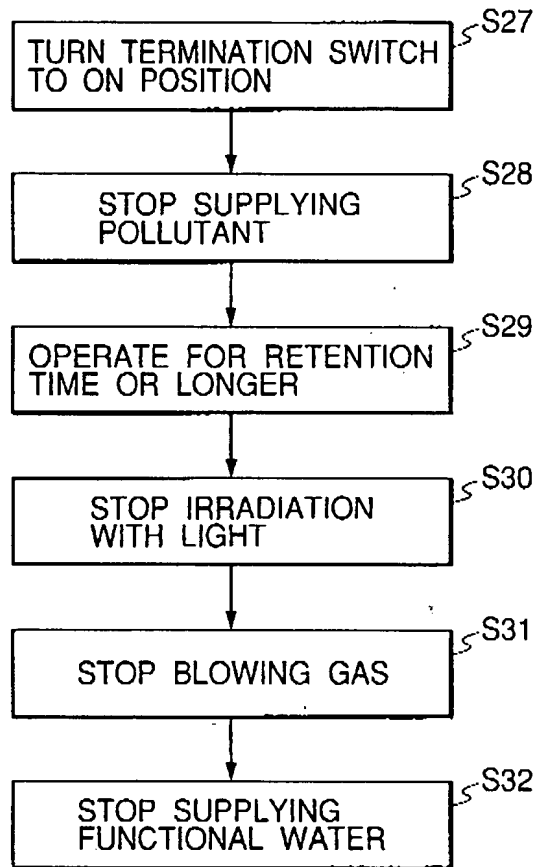 S27
TURN TERMINATION SWITCH
TO ON POSITION
S28
STOP SUPPLYING
POLLUTANT
S29
OPERATE FOR RETENTION
TIME OR LONGER
S30
STOP IRRADIATION
WITH LIGHT
S31
STOP BLOWING GAS
S32
STOP SUPPLYING
FUNCTIONAL WATER